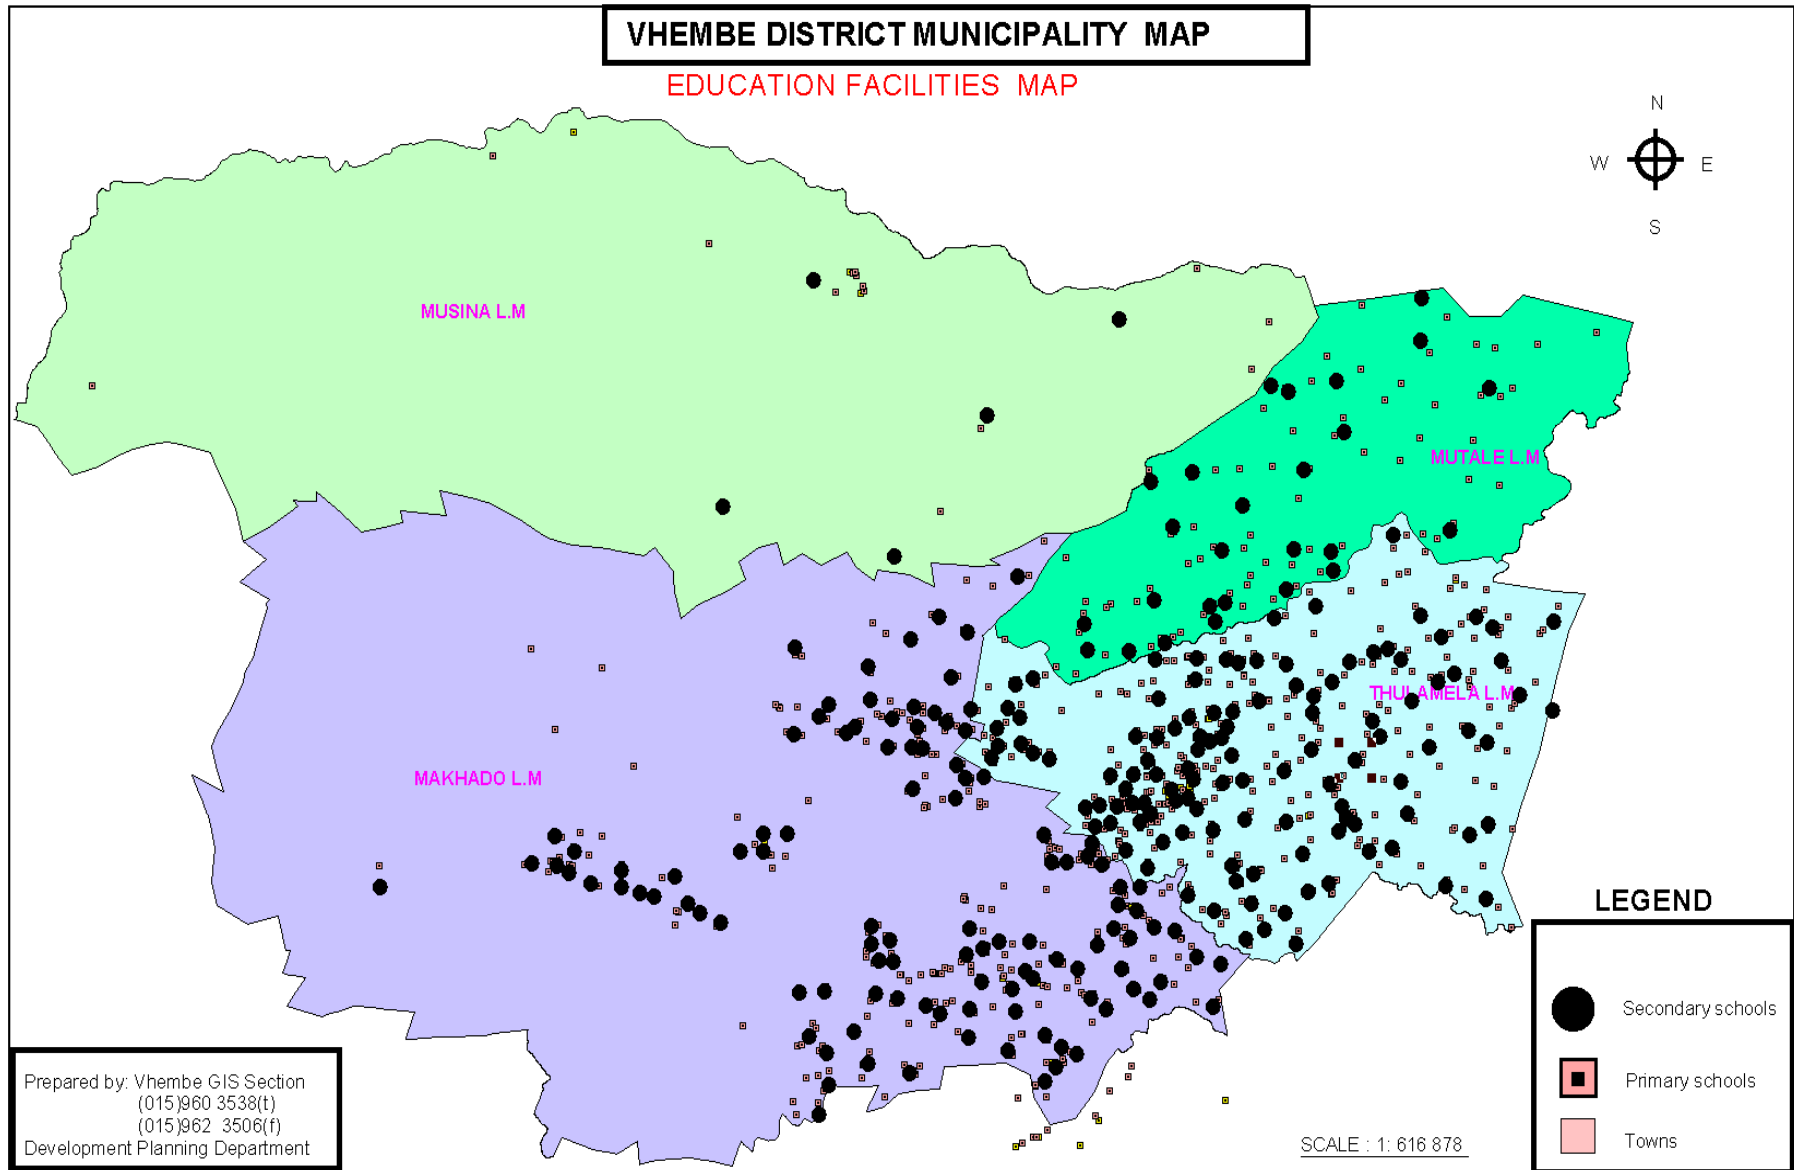 VHEMBE DISTRICT MUNICIPALITY MAP
EDUCATION FACILITIES MAP
N
W E
S
MUSINA L.M
MUTALE L.M
THULAMELA L.M
MAKHADO L.M
LEGEND
Secondary schools
Primary schools
Towns
Prepared by: Vhembe GIS Section
(015)960 3538(t)
(015)962 3506(f)
Development Planning Department
SCALE : 1: 616 878